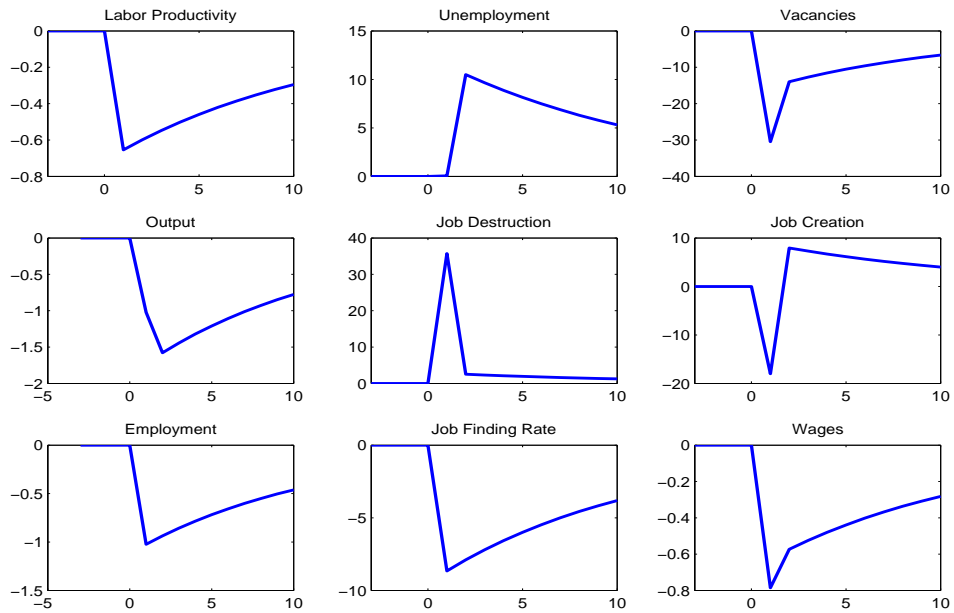 Labor Productivity
0
−0.2
−0.4
−0.6
−0.8
0 5 10
Unemployment
15
10
5
0
0 5 10
Vacancies
0
−10
−20
−30
−40
0 5 10
Output
0
−0.5
−1
−1.5
−2
−5 0 5 10
Job Destruction
40
30
20
10
0
0 5 10
Job Creation
10
0
−10
−20
0 5 10
Employment
0
−0.5
−1
−1.5
−5 0 5 10
Job Finding Rate
0
−5
−10
0 5 10
Wages
0
−0.2
−0.4
−0.6
−0.8
0 5 10